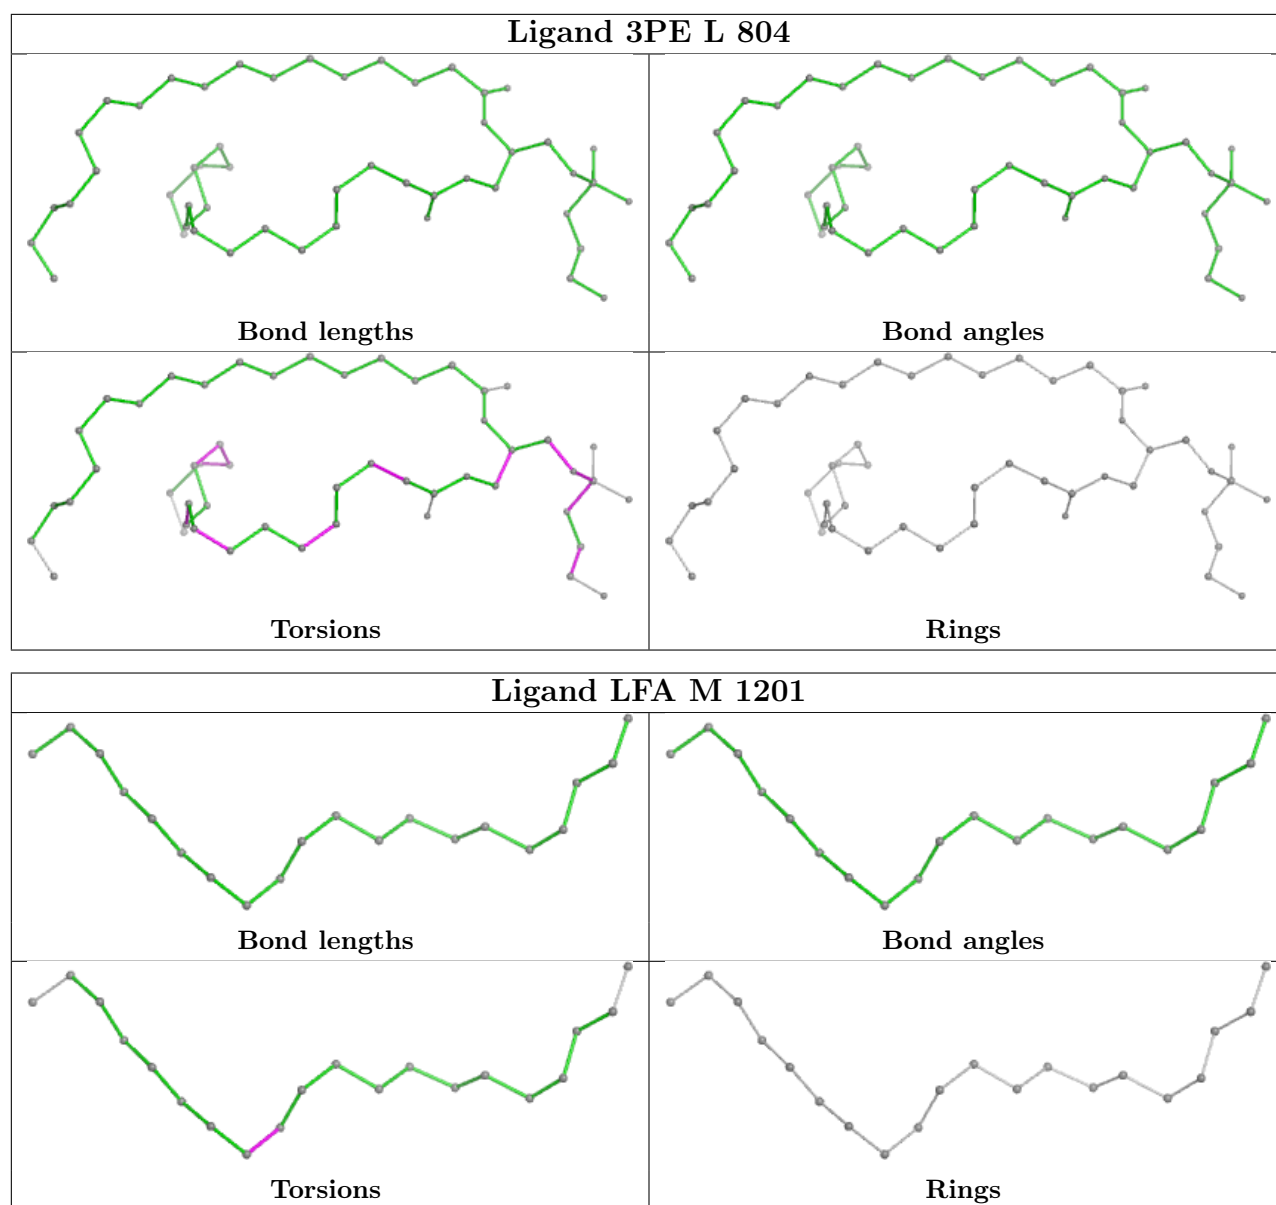 Ligand 3PE L 804
Bond lengths
Bond angles
Torsions
Rings
Ligand LFA M 1201
Bond lengths
Bond angles
Torsions
Rings